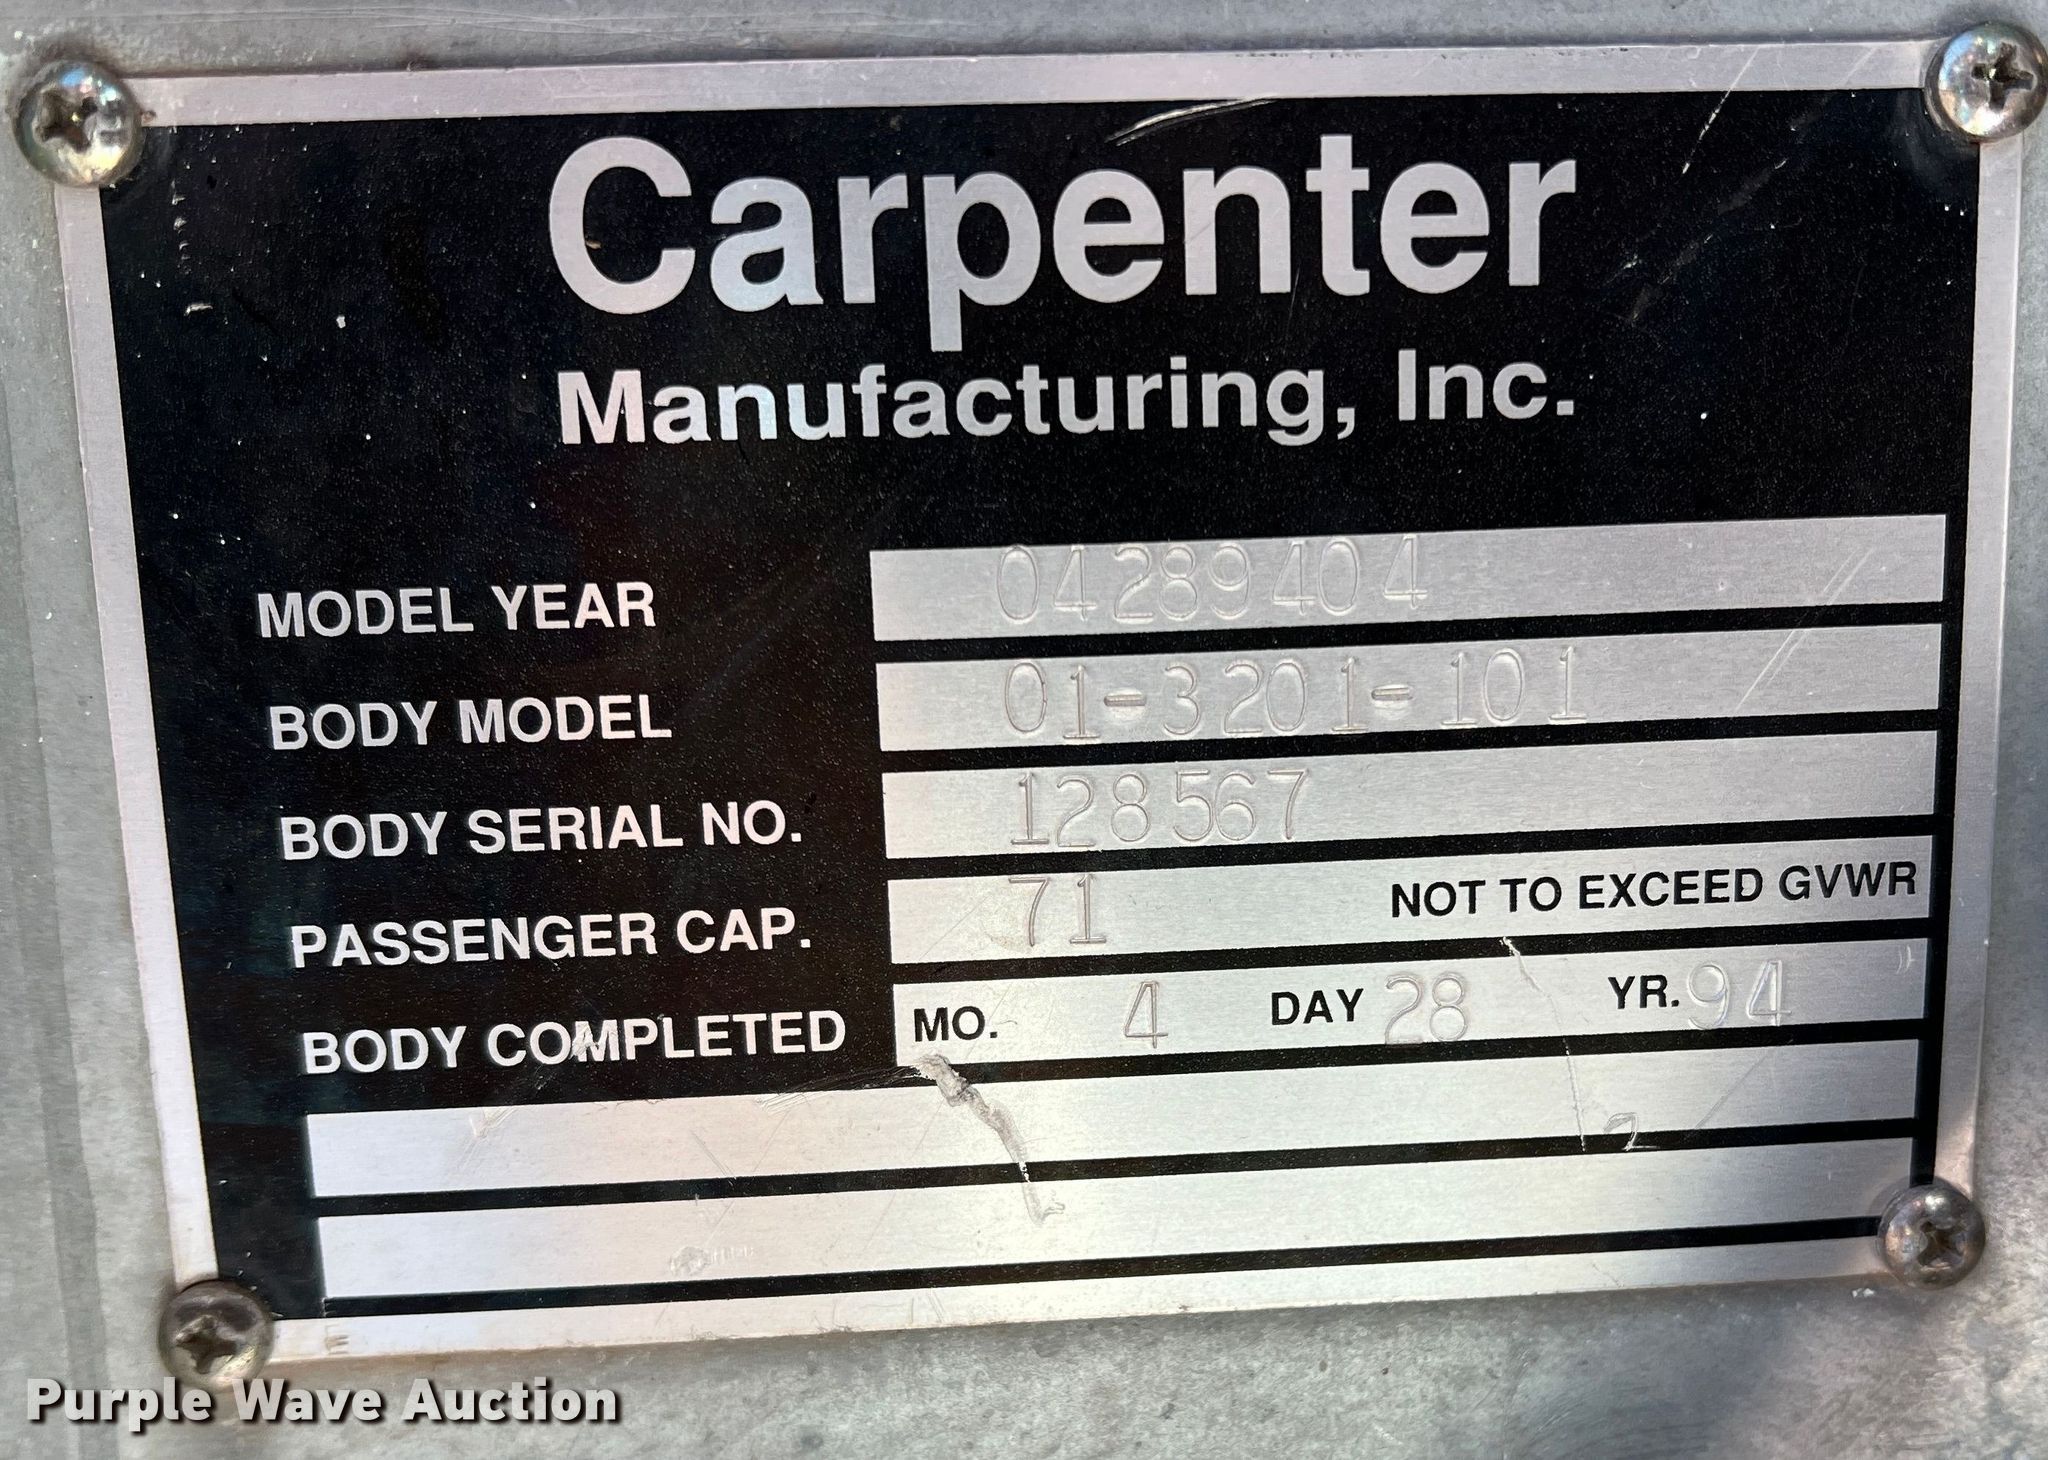 Carpenter
Manufacturing, Inc.
MODEL YEAR 04289404
BODY MODEL 01-3201-101
BODY SERIAL NO. 128567
PASSENGER CAP. 71 NOT TO EXCEED GVWR
BODY COMPLETED MO. 4 DAY 28 YR. 94
Purple Wave Auction